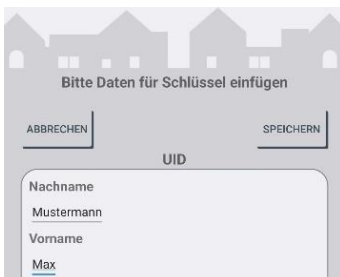 Bitte Daten für Schlüssel einfügen
ABBRECHEN SPEICHERN
UID
Nachname
Mustermann
Vorname
Max